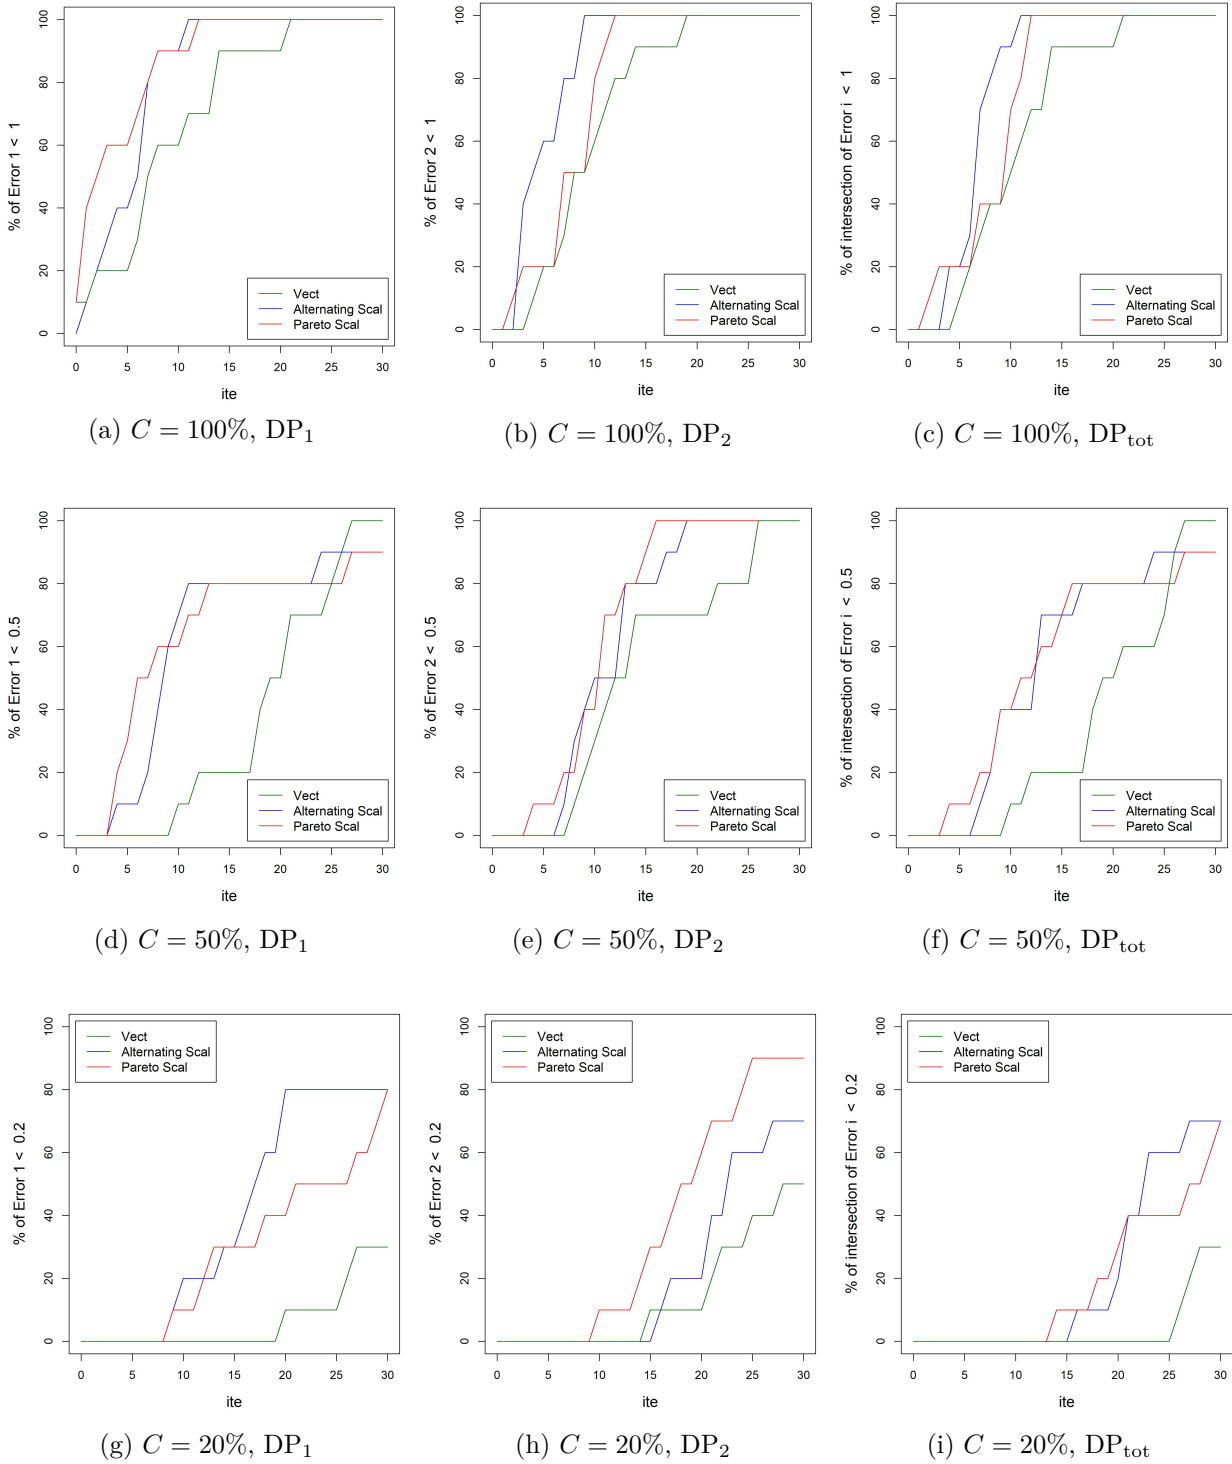 % of Error 1 < 1
100
80
60
40
20
0
Vect
Alternating Scal
Pareto Scal
0 5 10 15 20 25 30
ite
(a) C = 100%, DP₁
% of Error 2 < 1
100
80
60
40
20
0
Vect
Alternating Scal
Pareto Scal
0 5 10 15 20 25 30
ite
(b) C = 100%, DP₂
% of intersection of Error i < 1
100
80
60
40
20
0
Vect
Alternating Scal
Pareto Scal
0 5 10 15 20 25 30
ite
(c) C = 100%, DPtot
% of Error 1 < 0.5
100
80
60
40
20
0
Vect
Alternating Scal
Pareto Scal
0 5 10 15 20 25 30
ite
(d) C = 50%, DP₁
% of Error 2 < 0.5
100
80
60
40
20
0
Vect
Alternating Scal
Pareto Scal
0 5 10 15 20 25 30
ite
(e) C = 50%, DP₂
% of intersection of Error i < 0.5
100
80
60
40
20
0
Vect
Alternating Scal
Pareto Scal
0 5 10 15 20 25 30
ite
(f) C = 50%, DPtot
% of Error 1 < 0.2
100
80
60
40
20
0
Vect
Alternating Scal
Pareto Scal
0 5 10 15 20 25 30
ite
(g) C = 20%, DP₁
% of Error 2 < 0.2
100
80
60
40
20
0
Vect
Alternating Scal
Pareto Scal
0 5 10 15 20 25 30
ite
(h) C = 20%, DP₂
% of intersection of Error i < 0.2
100
80
60
40
20
0
Vect
Alternating Scal
Pareto Scal
0 5 10 15 20 25 30
ite
(i) C = 20%, DPtot